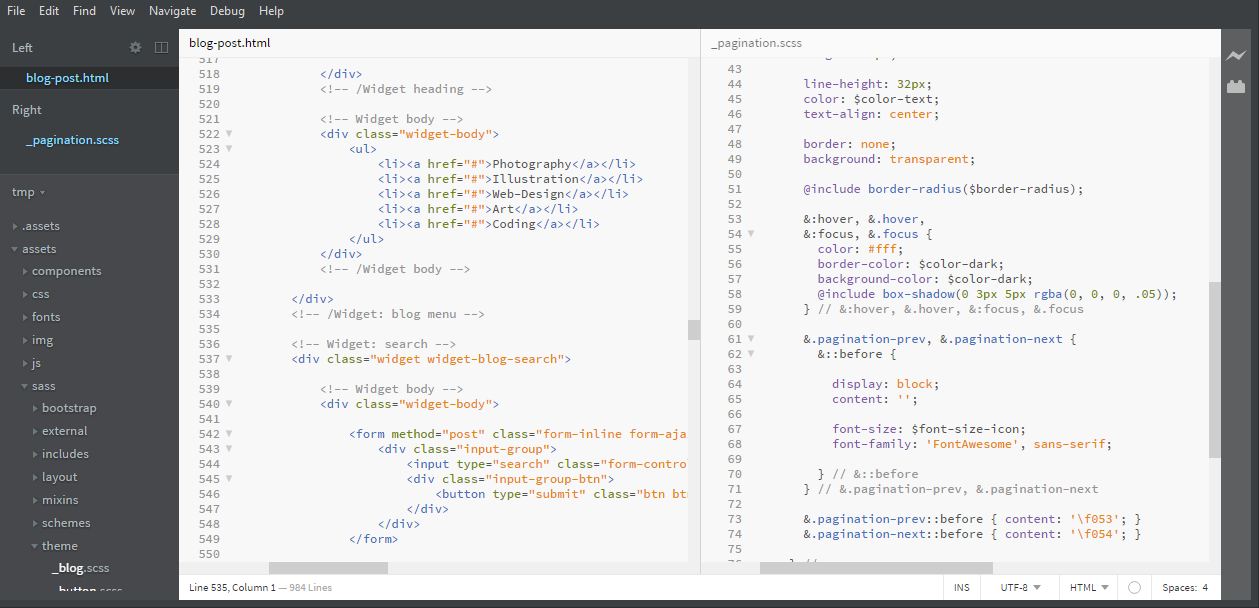 File Edit Find View Navigate Debug Help
Left
blog-post.html
Right
_pagination.scss
tmp
.assets
assets
components
css
fonts
img
js
sass
bootstrap
external
includes
layout
mixins
schemes
theme
_blog.scss
button.scss
blog-post.html
517
518 </div>
519 <!-- /Widget heading -->
520
521 <!-- Widget body -->
522 <div class="widget-body">
523 <ul>
524 <li><a href="#">Photography</a></li>
525 <li><a href="#">Illustration</a></li>
526 <li><a href="#">Web-Design</a></li>
527 <li><a href="#">Art</a></li>
528 <li><a href="#">Coding</a></li>
529 </ul>
530 </div>
531 <!-- /Widget body -->
532
533 </div>
534 <!-- /Widget: blog menu -->
535
536 <!-- Widget: search -->
537 <div class="widget widget-blog-search">
538
539 <!-- Widget body -->
540 <div class="widget-body">
541
542 <form method="post" class="form-inline form-aja
543 <div class="input-group">
544 <input type="search" class="form-contro
545 <div class="input-group-btn">
546 <button type="submit" class="btn bt
547 </div>
548 </div>
549 </form>
550
_pagination.scss
43
44 line-height: 32px;
45 color: $color-text;
46 text-align: center;
47
48 border: none;
49 background: transparent;
50
51 @include border-radius($border-radius);
52
53 &:hover, &.hover,
54 &:focus, &.focus {
55 color: #fff;
56 border-color: $color-dark;
57 background-color: $color-dark;
58 @include box-shadow(0 3px 5px rgba(0, 0, 0, .05));
59 } // &:hover, &.hover, &:focus, &.focus
60
61 &.pagination-prev, &.pagination-next {
62 &::before {
63
64 display: block;
65 content: '';
66
67 font-size: $font-size-icon;
68 font-family: 'FontAwesome', sans-serif;
69
70 } // &::before
71 } // &.pagination-prev, &.pagination-next
72
73 &.pagination-prev::before { content: '\f053'; }
74 &.pagination-next::before { content: '\f054'; }
75
Line 535, Column 1 — 984 Lines
INS UTF-8 HTML Spaces: 4